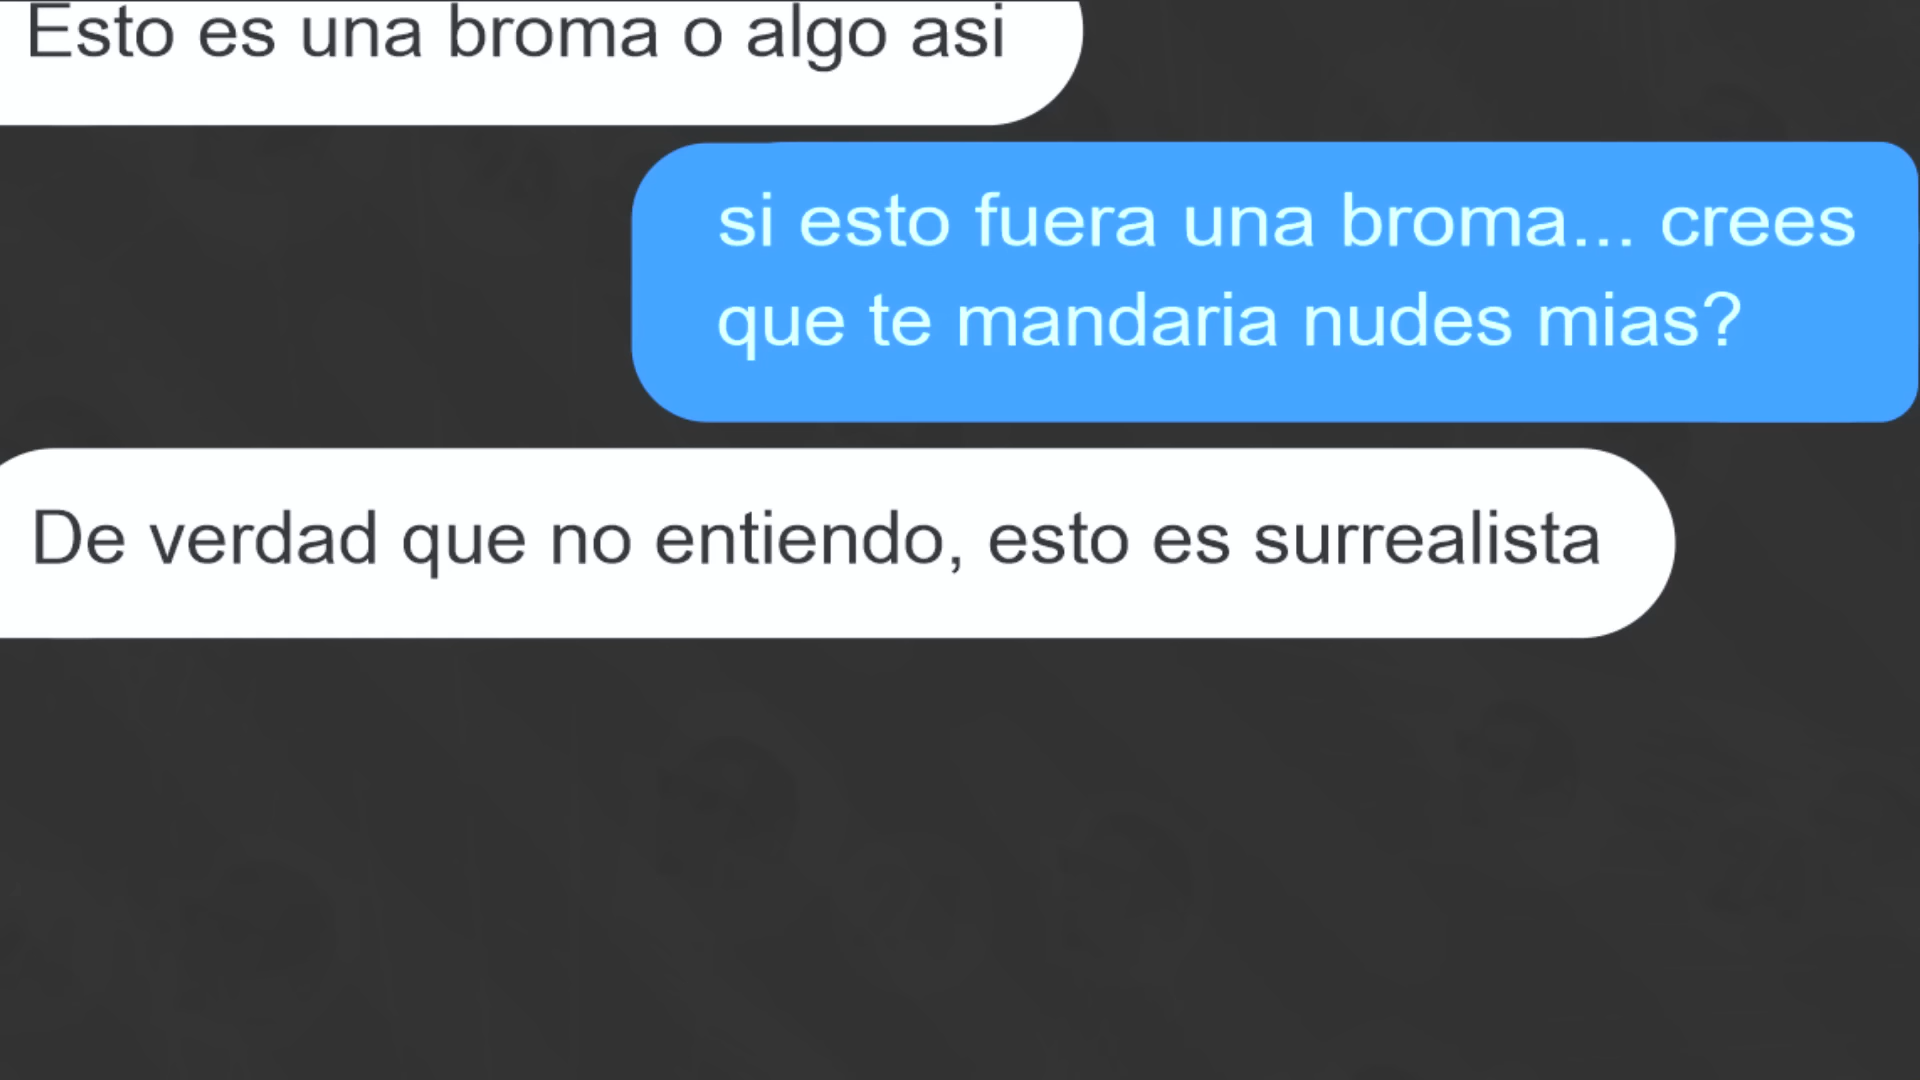 Esto es una broma o algo asi
si esto fuera una broma... crees
que te mandaria nudes mias?
De verdad que no entiendo, esto es surrealista